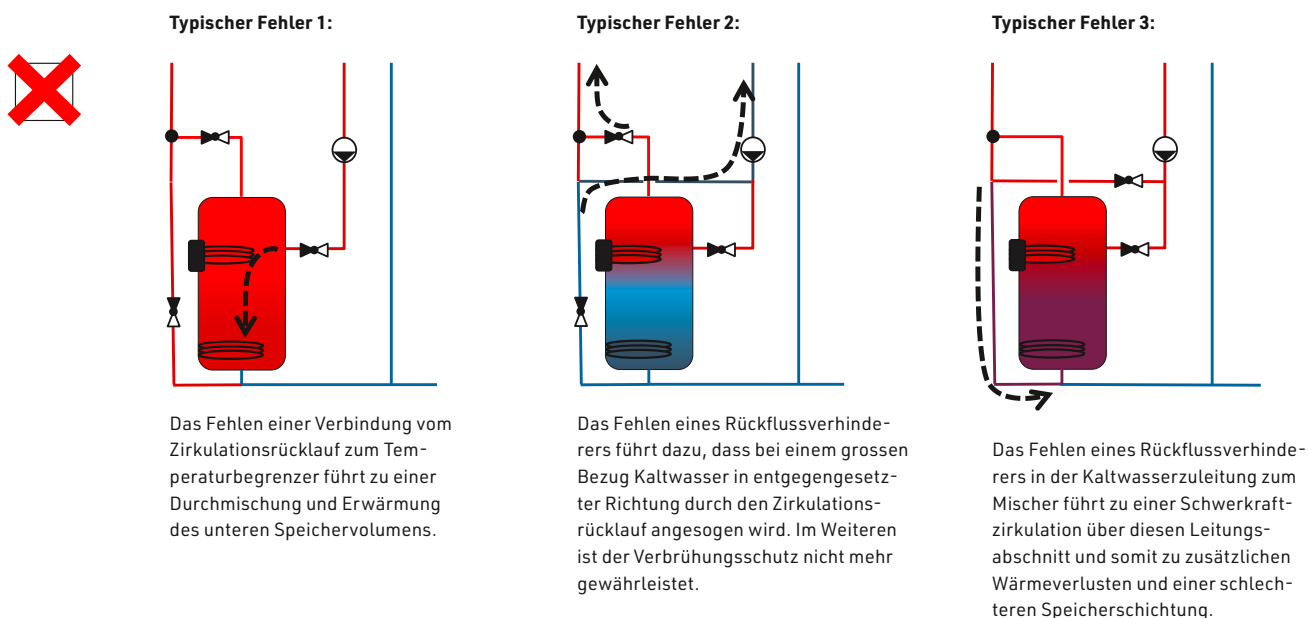 Typischer Fehler 1:
Das Fehlen einer Verbindung vom
Zirkulationsrücklauf zum Tem-
peraturbegrenzer führt zu einer
Durchmischung und Erwärmung
des unteren Speichervolumens.
Typischer Fehler 2:
Das Fehlen eines Rückflussverhinde-
rers führt dazu, dass bei einem grossen
Bezug Kaltwasser in entgegengesetz-
ter Richtung durch den Zirkulations-
rücklauf angesogen wird. Im Weiteren
ist der Verbrühungsschutz nicht mehr
gewährleistet.
Typischer Fehler 3:
Das Fehlen eines Rückflussverhinde-
rers in der Kaltwasserzuleitung zum
Mischer führt zu einer Schwerkraft-
zirkulation über diesen Leitungs-
abschnitt und somit zu zusätzlichen
Wärmeverlusten und einer schlech-
teren Speicherschichtung.